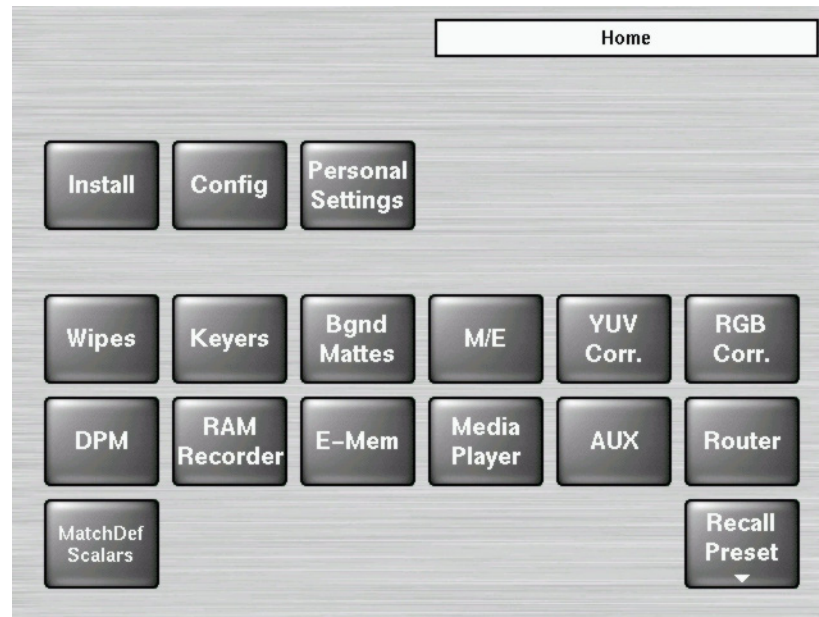 Home
Install
Config
Personal
Settings
Wipes
Keyers
Bgnd
Mattes
M/E
YUV
Corr.
RGB
Corr.
DPM
RAM
Recorder
E-Mem
Media
Player
AUX
Router
MatchDef
Scalars
Recall
Preset